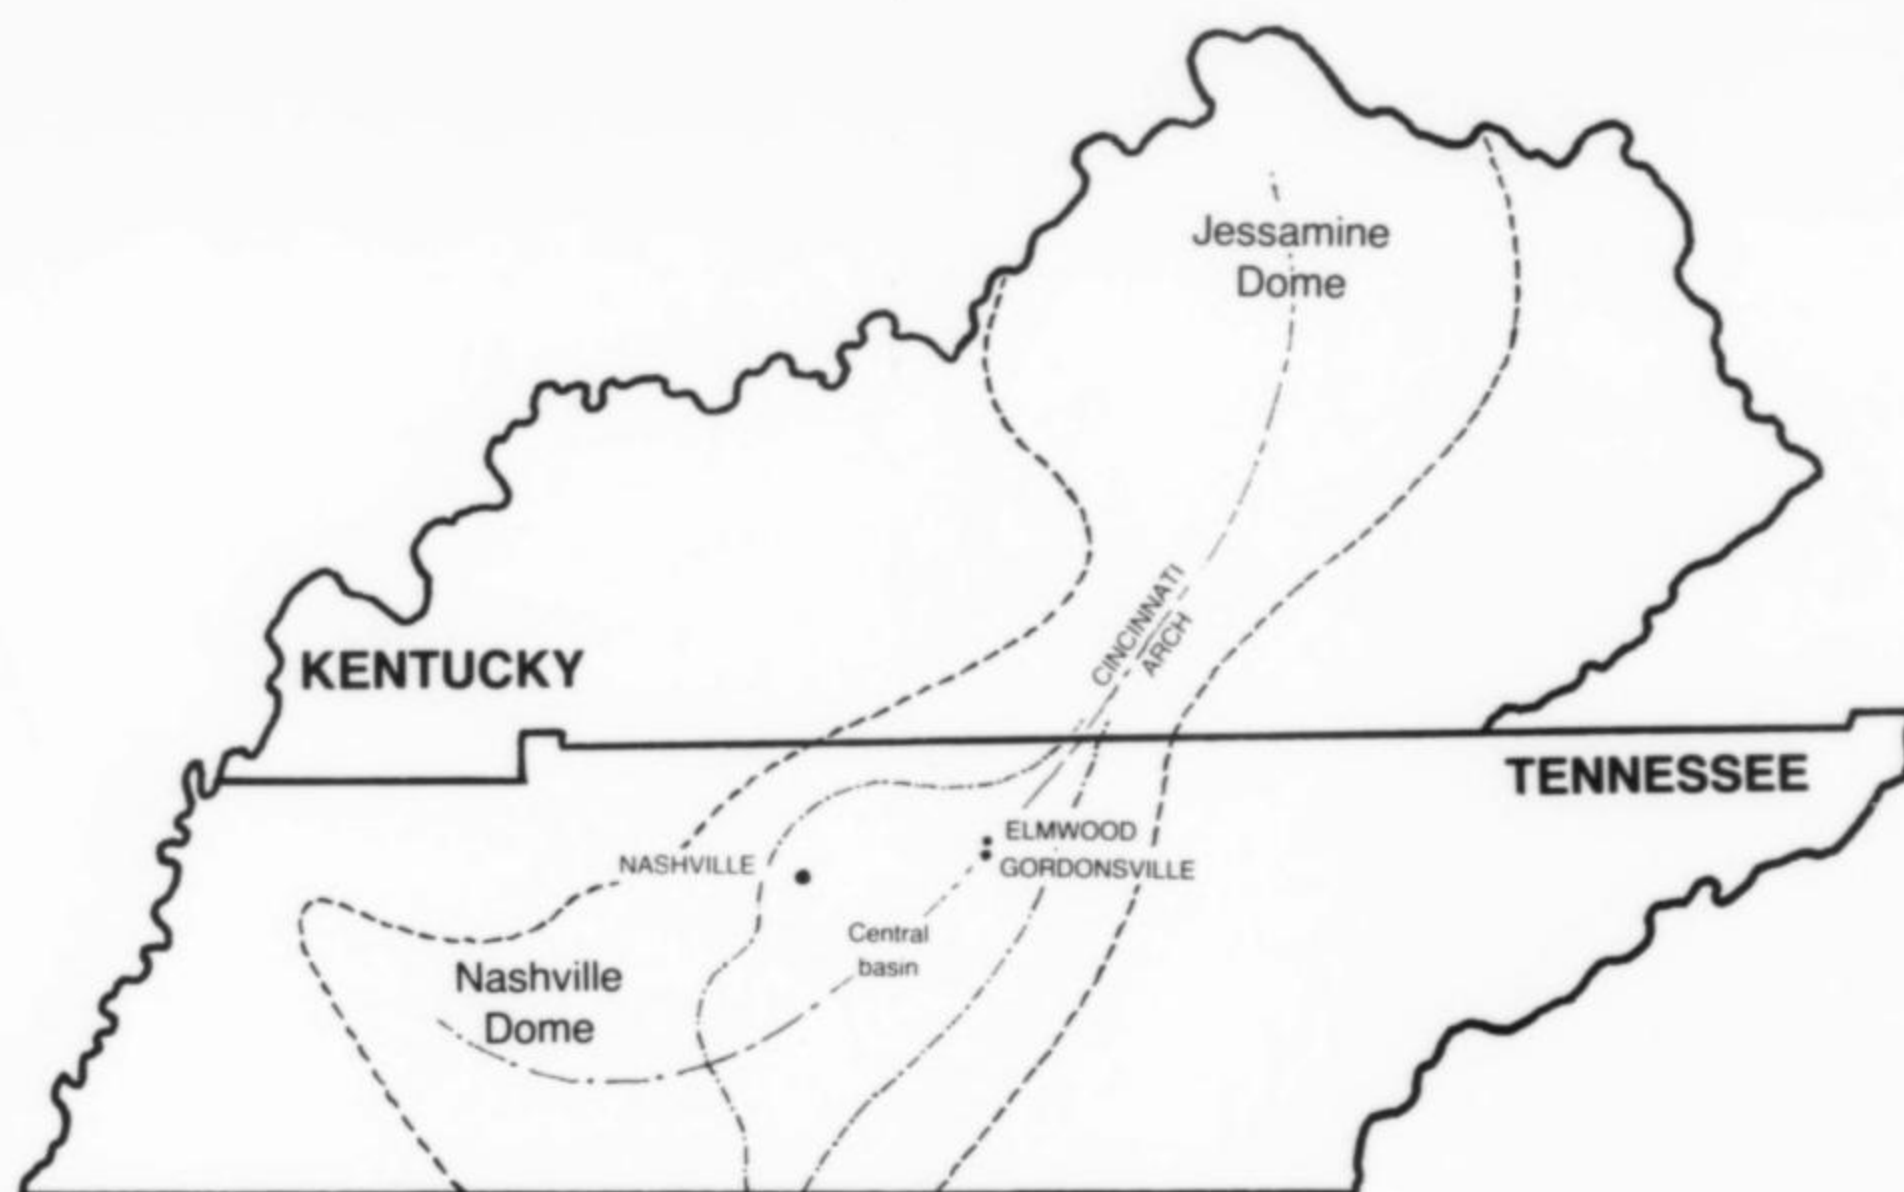 Jessamine
Dome
CINCINNATI
ARCH
KENTUCKY
TENNESSEE
ELMWOOD
NASHVILLE
GORDONSVILLE
Central
basin
Nashville
Dome